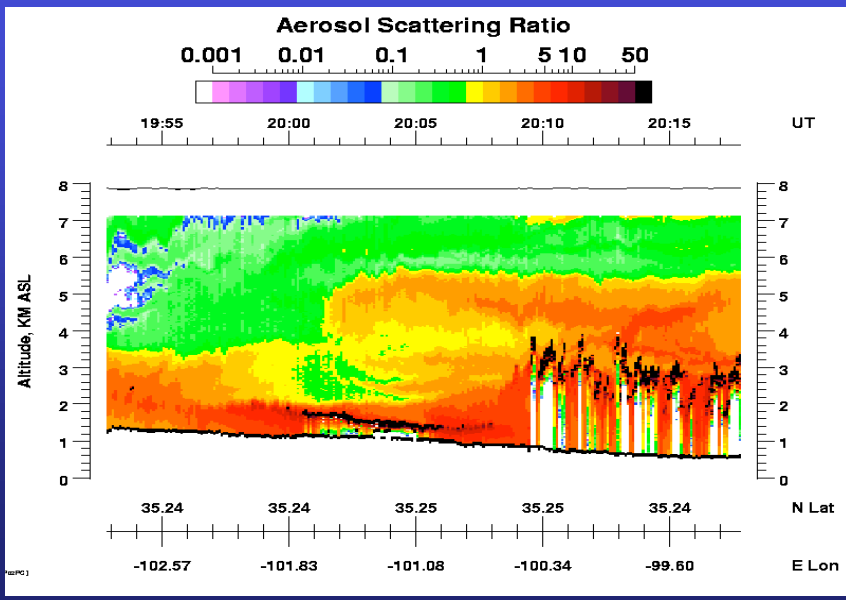 Aerosol Scattering Ratio
0.001 0.01 0.1 1 5 10 50
19:55 20:00 20:05 20:10 20:15 UT
8 8
7 7
6 6
5 5
4 4
3 3
2 2
1 1
0 0
Altitude, KM ASL
35.24 35.24 35.25 35.25 35.24 N Lat
-102.57 -101.83 -101.08 -100.34 -99.60 E Lon